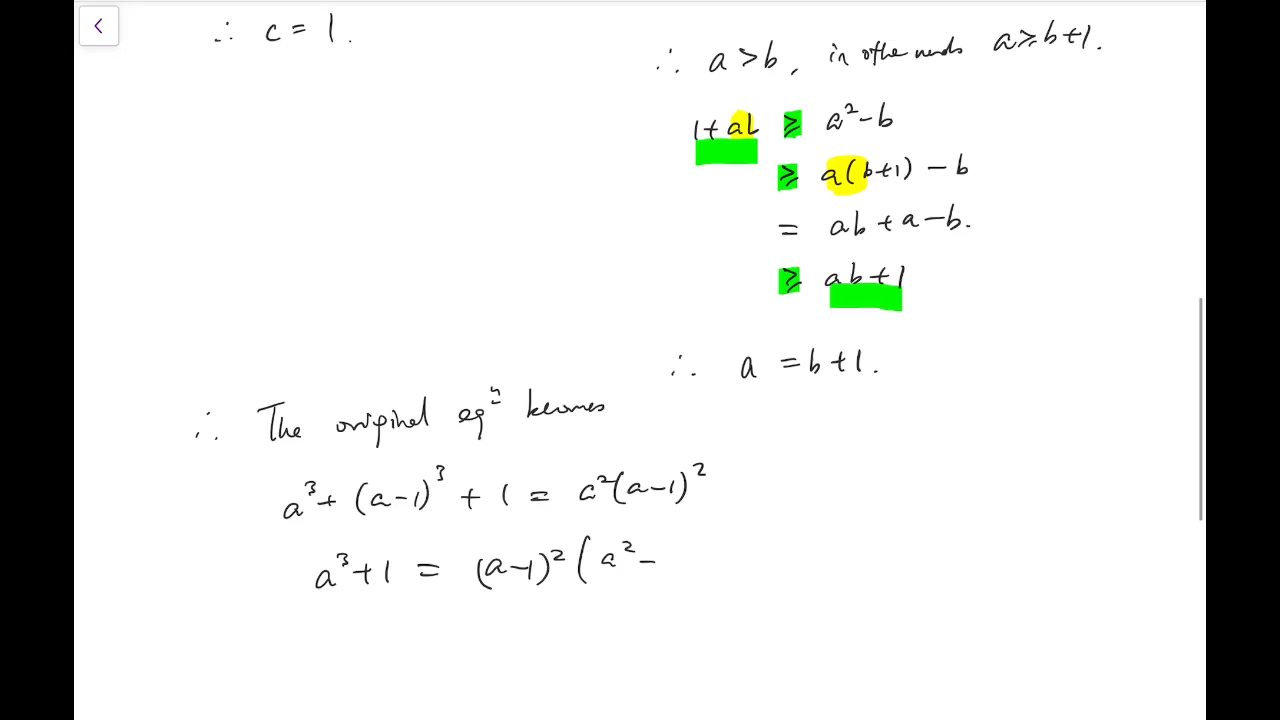 ∴ c = 1.
∴ a > b, in other words a ⩾ b+1.
1 + ab ⩾ a² - b
⩾ a(b+1) - b
= ab + a - b.
⩾ ab + 1
∴ a = b+1.
∴ The original eqⁿ becomes
a³ + (a-1)³ + 1 = a²(a-1)²
a³ + 1 = (a-1)² (a² -